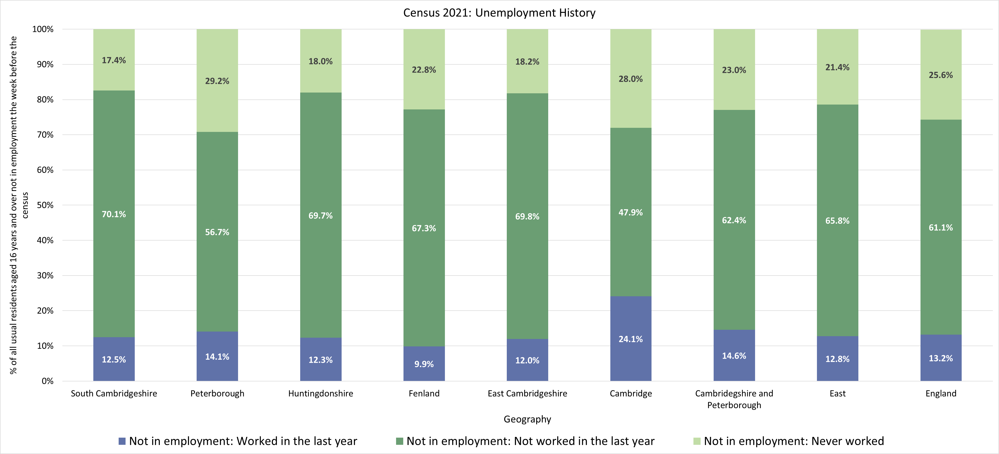 Census 2021: Unemployment History
% of all usual residents aged 16 years and over not in employment the week before the
census
100%
90%
80%
70%
60%
50%
40%
30%
20%
10%
0%
17.4%
29.2%
18.0%
22.8%
18.2%
28.0%
23.0%
21.4%
25.6%
70.1%
56.7%
69.7%
67.3%
69.8%
47.9%
62.4%
65.8%
61.1%
12.5%
14.1%
12.3%
9.9%
12.0%
24.1%
14.6%
12.8%
13.2%
South Cambridgeshire
Peterborough
Huntingdonshire
Fenland
East Cambridgeshire
Cambridge
Cambridegshire and
Peterborough
East
England
Geography
Not in employment: Worked in the last year
Not in employment: Not worked in the last year
Not in employment: Never worked